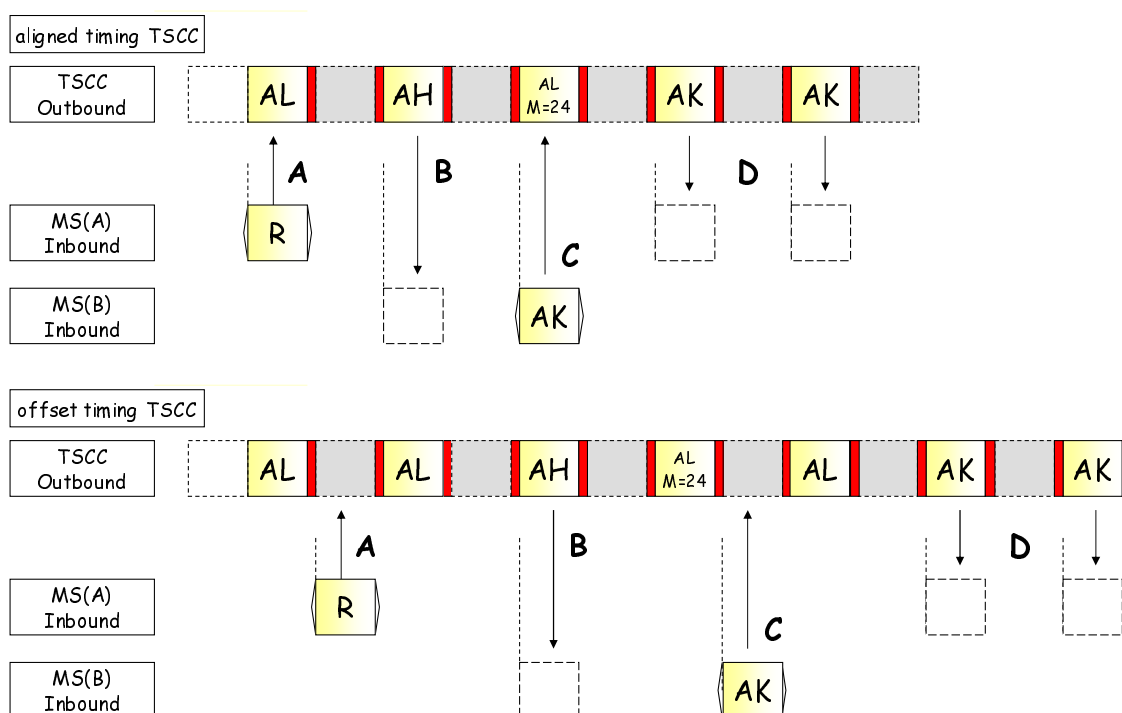 aligned timing TSCC
TSCC
Outbound
AL
AH
AL
M=24
AK
AK
A
B
C
D
MS(A)
Inbound
R
MS(B)
Inbound
AK
offset timing TSCC
TSCC
Outbound
AL
AL
AH
AL
M=24
AL
AK
AK
A
B
C
D
MS(A)
Inbound
R
MS(B)
Inbound
AK